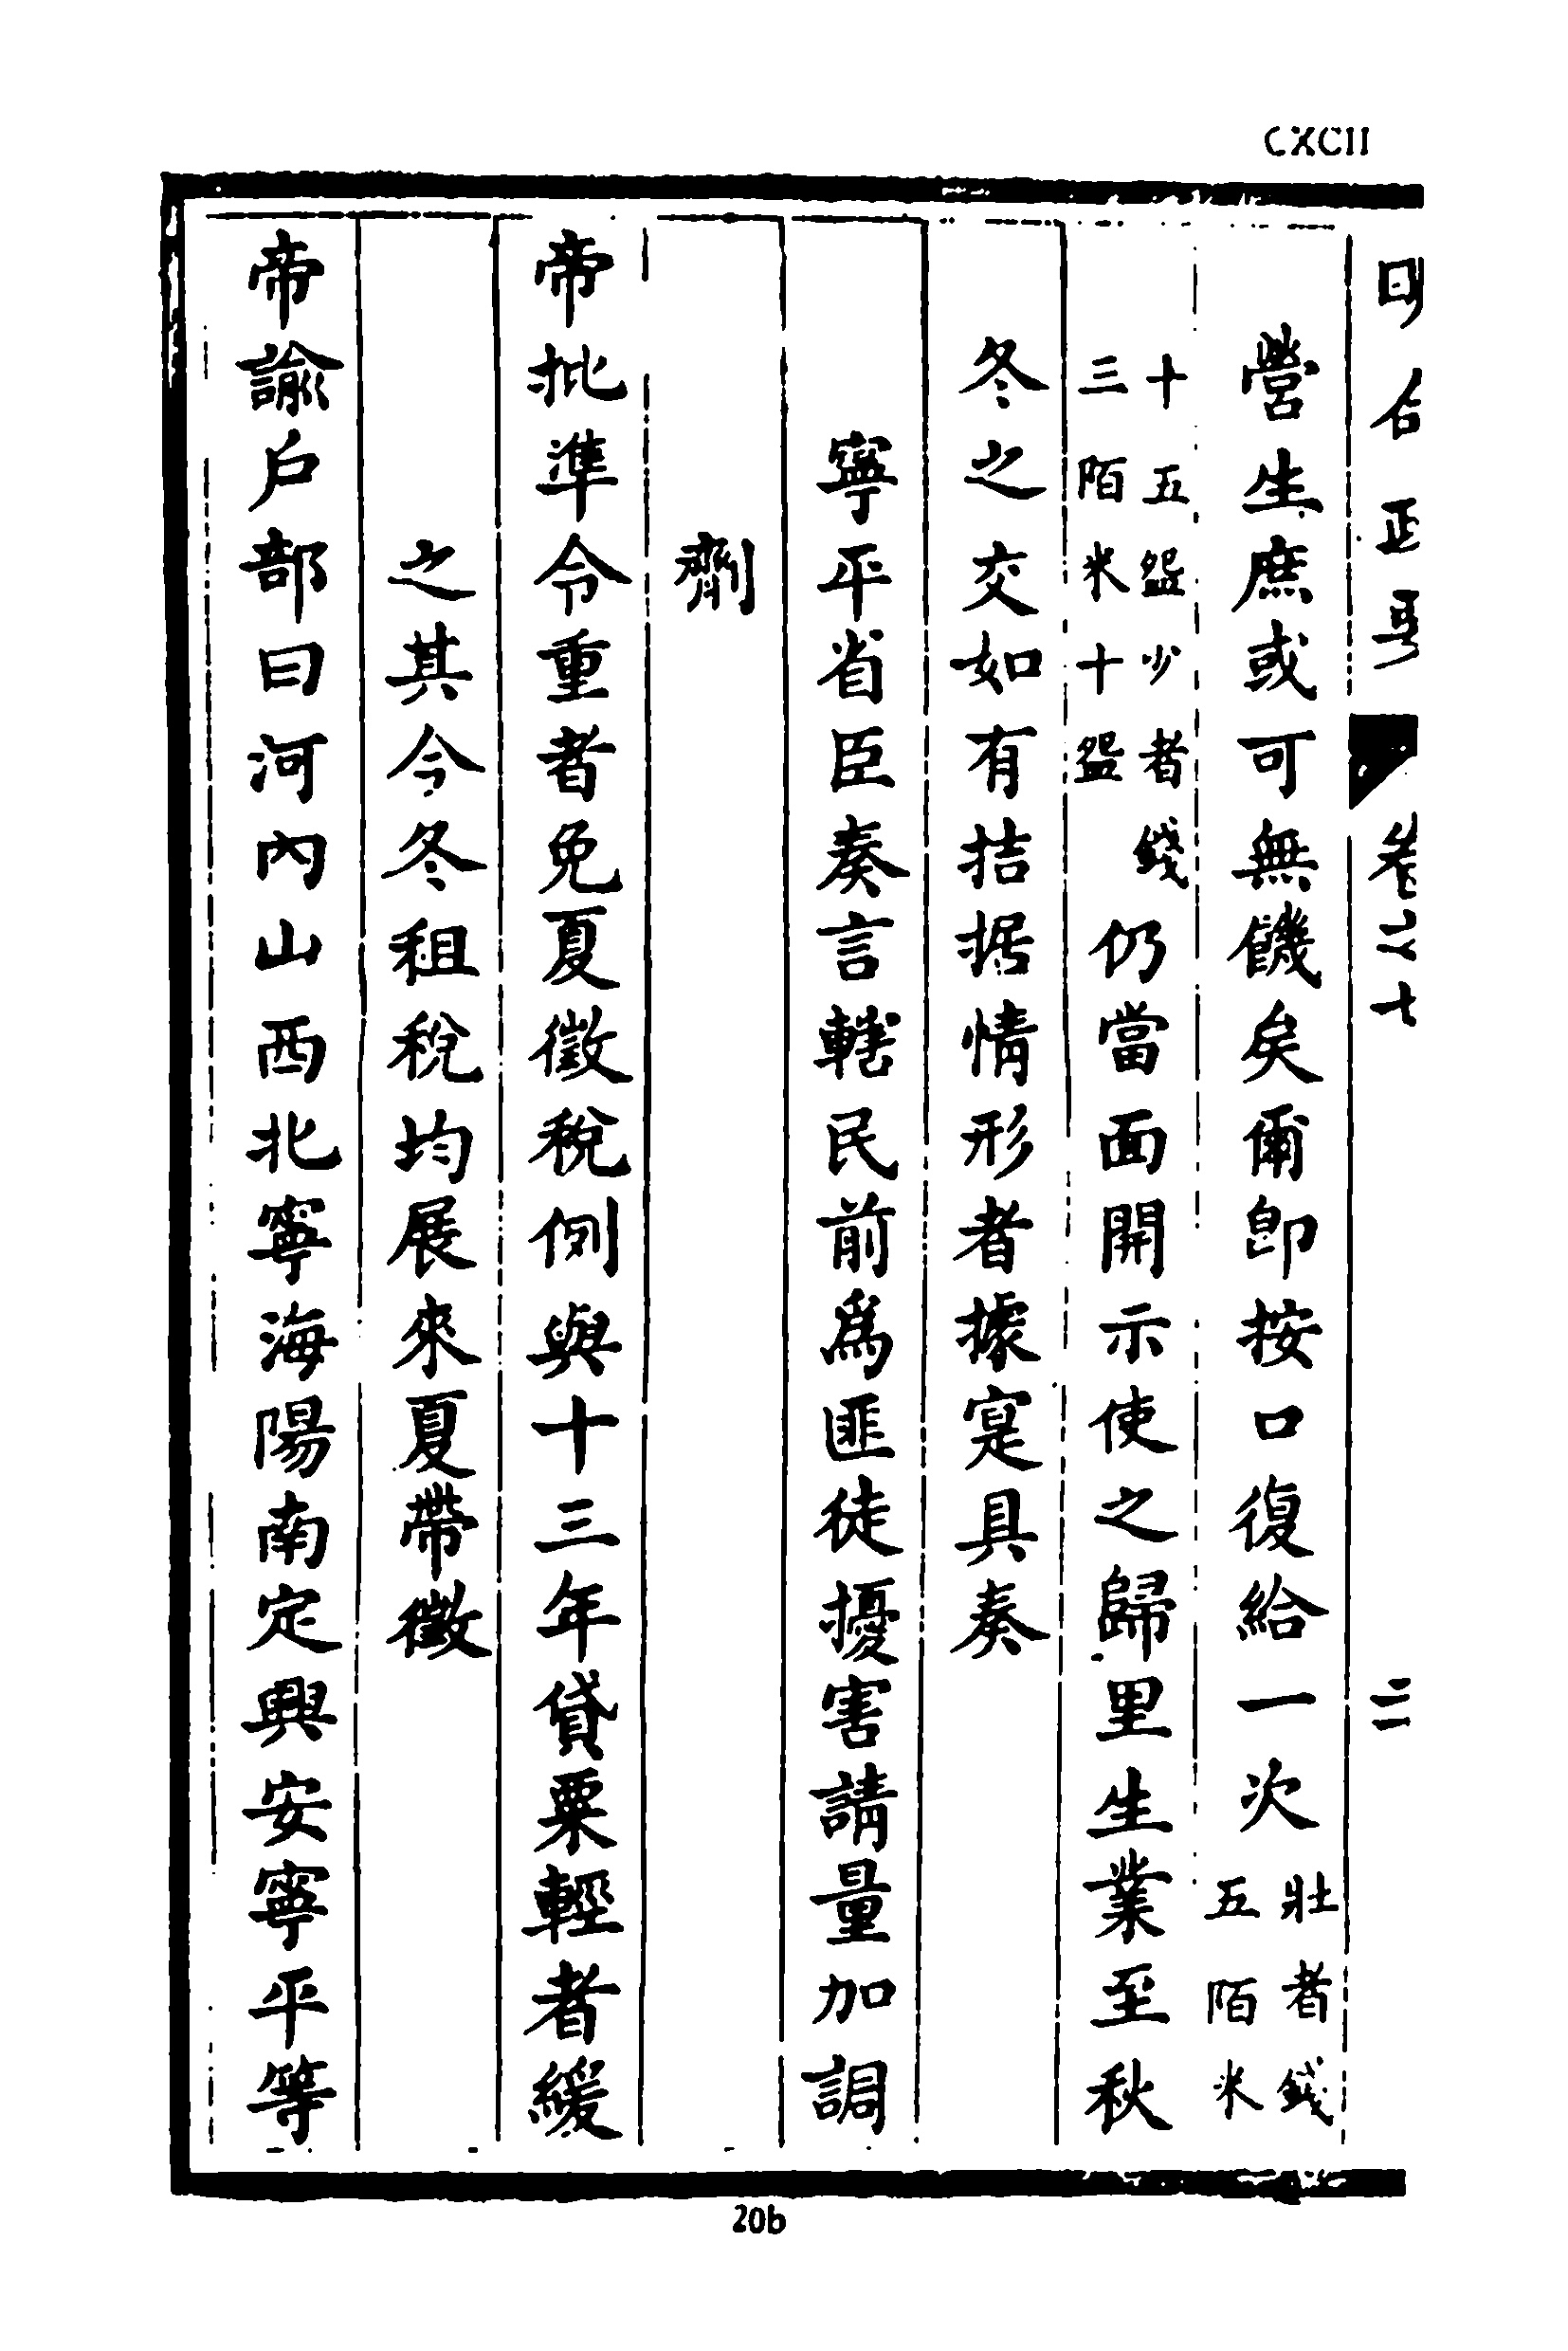 CXCII
卷之七
營生庶或可無饑矣爾卽按口復給一次壯者錢五陌米
十五盌少者錢三陌米十盌仍當面開示使之歸里生業至秋
冬之交如有拮据情形者據寔具奏
寧平省臣奏言轄民前爲匪徒擾害請量加調
劑
帝批準令重者免夏徵稅例與十三年貸粟輕者緩
之其今冬租稅均展來夏帶徵
帝諭戶部曰河內山西北寧海陽南定興安寧平等
20b